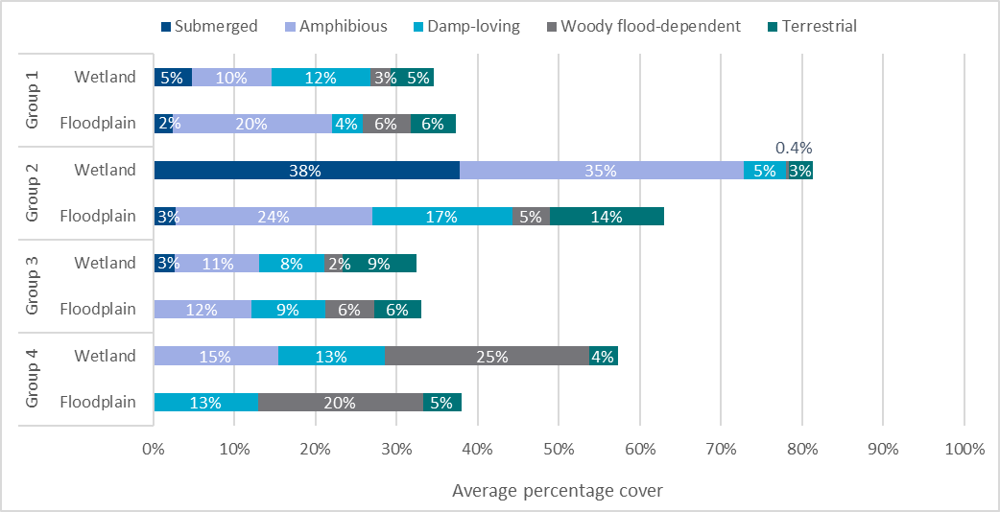 Submerged Amphibious Damp-loving Woody flood-dependent Terrestrial
Group 1
Wetland 5% 10% 12% 3% 5%
Floodplain 2% 20% 4% 6% 6%
0.4%
Group 2
Wetland 38% 35% 5% 3%
Floodplain 3% 24% 17% 5% 14%
Group 3
Wetland 3% 11% 8% 2% 9%
Floodplain 12% 9% 6% 6%
Group 4
Wetland 15% 13% 25% 4%
Floodplain 13% 20% 5%
0% 10% 20% 30% 40% 50% 60% 70% 80% 90% 100%
Average percentage cover